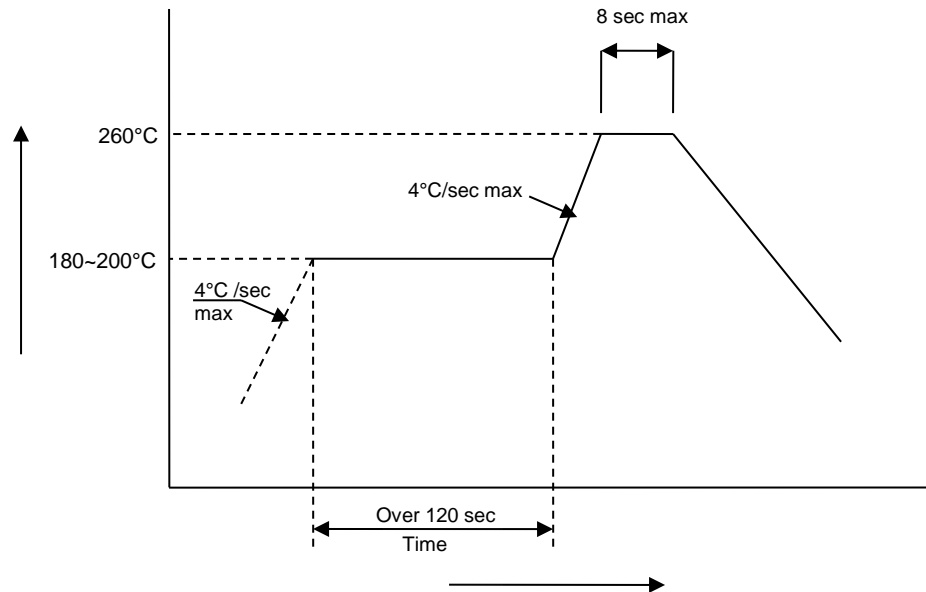 8 sec max
260°C
4°C/sec max
180~200°C
4°C /sec
max
Over 120 sec
Time